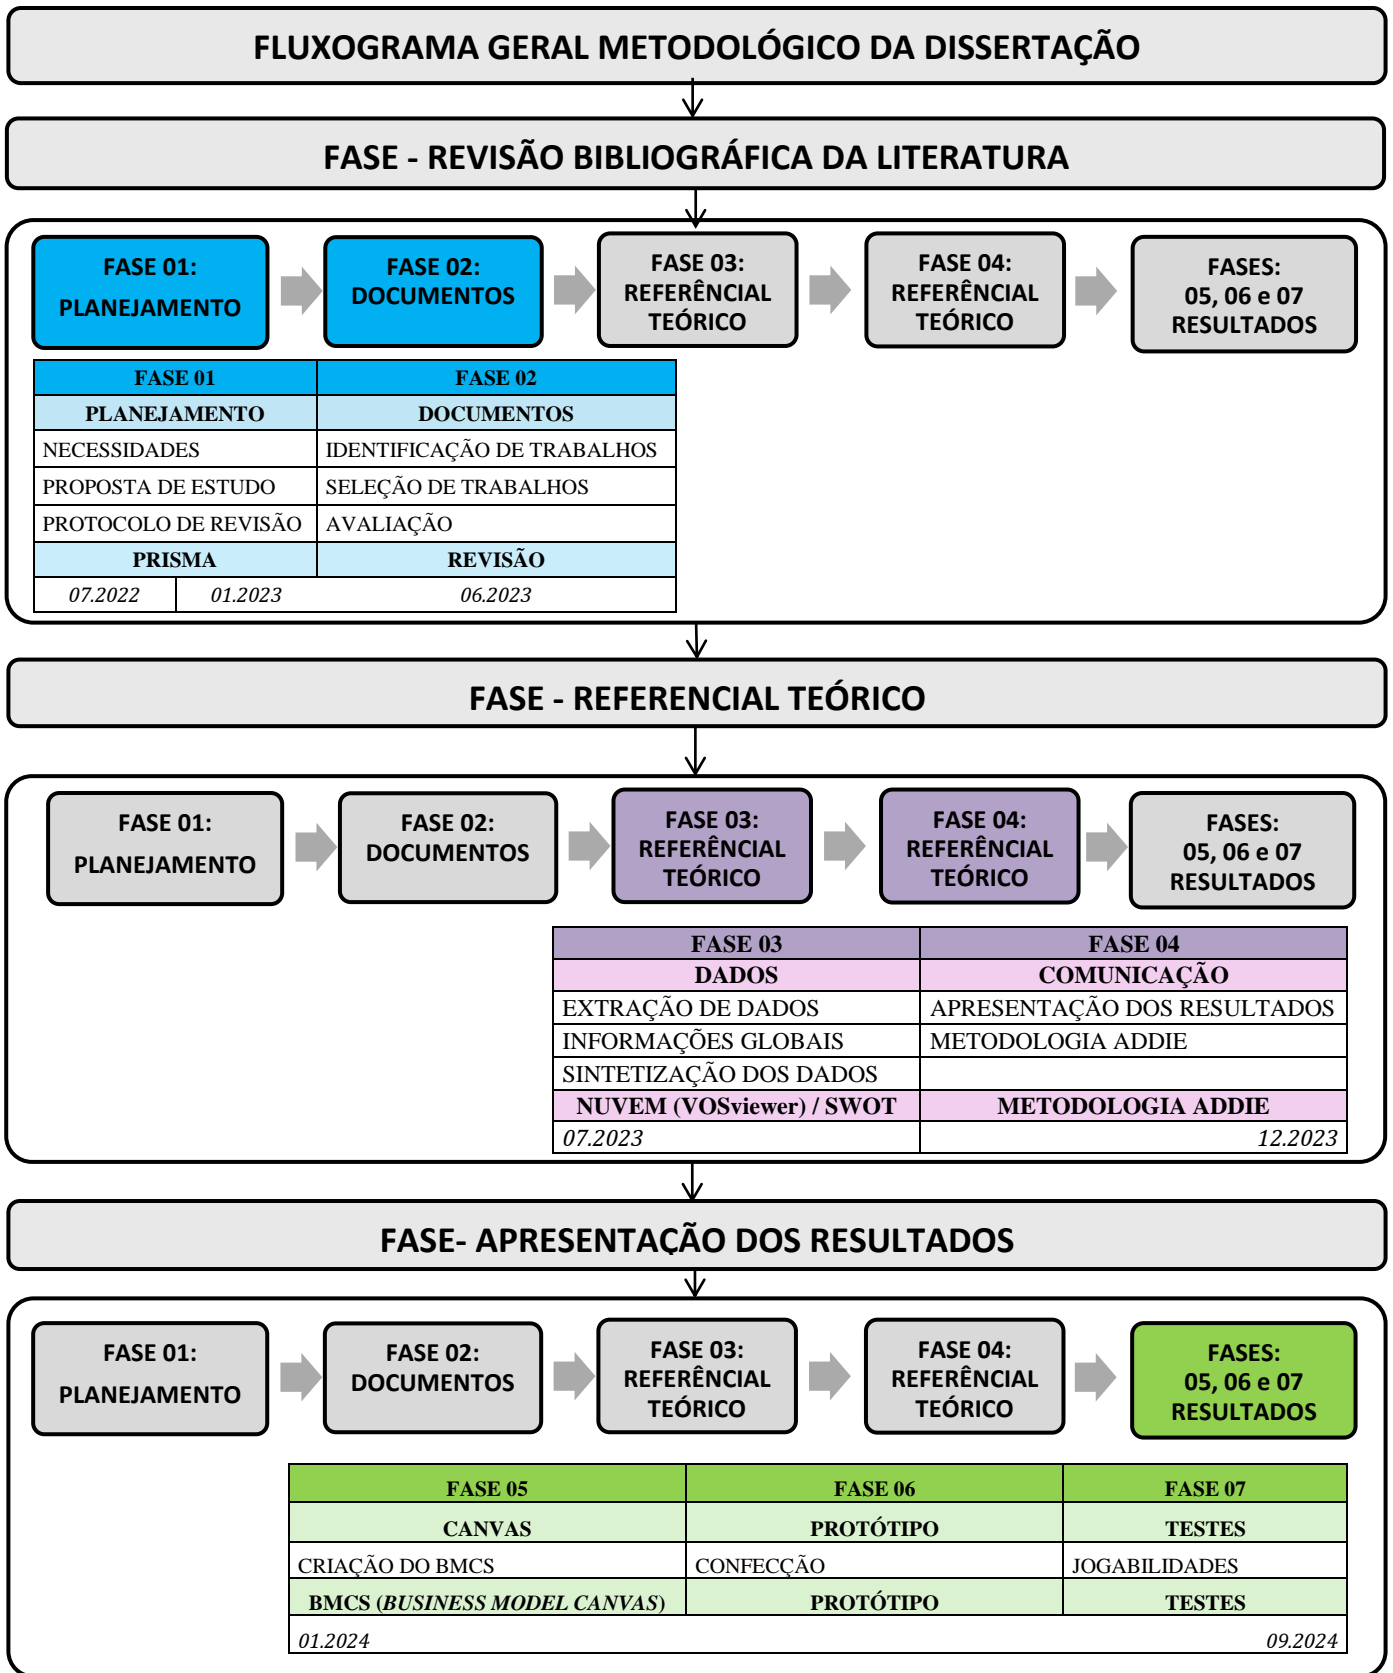 FLUXOGRAMA GERAL METODOLÓGICO DA DISSERTAÇÃO
FASE - REVISÃO BIBLIOGRÁFICA DA LITERATURA
FASE 01:
PLANEJAMENTO
FASE 02:
DOCUMENTOS
FASE 03:
REFERÊNCIAL
TEÓRICO
FASE 04:
REFERÊNCIAL
TEÓRICO
FASES:
05, 06 e 07
RESULTADOS
FASE 01 FASE 02
PLANEJAMENTO DOCUMENTOS
NECESSIDADES IDENTIFICAÇÃO DE TRABALHOS
PROPOSTA DE ESTUDO SELEÇÃO DE TRABALHOS
PROTOCOLO DE REVISÃO AVALIAÇÃO
PRISMA REVISÃO
07.2022 01.2023 06.2023
FASE - REFERENCIAL TEÓRICO
FASE 01:
PLANEJAMENTO
FASE 02:
DOCUMENTOS
FASE 03:
REFERÊNCIAL
TEÓRICO
FASE 04:
REFERÊNCIAL
TEÓRICO
FASES:
05, 06 e 07
RESULTADOS
FASE 03 FASE 04
DADOS COMUNICAÇÃO
EXTRAÇÃO DE DADOS APRESENTAÇÃO DOS RESULTADOS
INFORMAÇÕES GLOBAIS METODOLOGIA ADDIE
SINTETIZAÇÃO DOS DADOS
NUVEM (VOSviewer) / SWOT METODOLOGIA ADDIE
07.2023 12.2023
FASE- APRESENTAÇÃO DOS RESULTADOS
FASE 01:
PLANEJAMENTO
FASE 02:
DOCUMENTOS
FASE 03:
REFERÊNCIAL
TEÓRICO
FASE 04:
REFERÊNCIAL
TEÓRICO
FASES:
05, 06 e 07
RESULTADOS
FASE 05 FASE 06 FASE 07
CANVAS PROTÓTIPO TESTES
CRIAÇÃO DO BMCS CONFECÇÃO JOGABILIDADES
BMCS (BUSINESS MODEL CANVAS) PROTÓTIPO TESTES
01.2024 09.2024